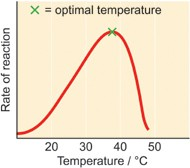 × = optimal temperature
Rate of reaction
20 30 40 50
Temperature / °C